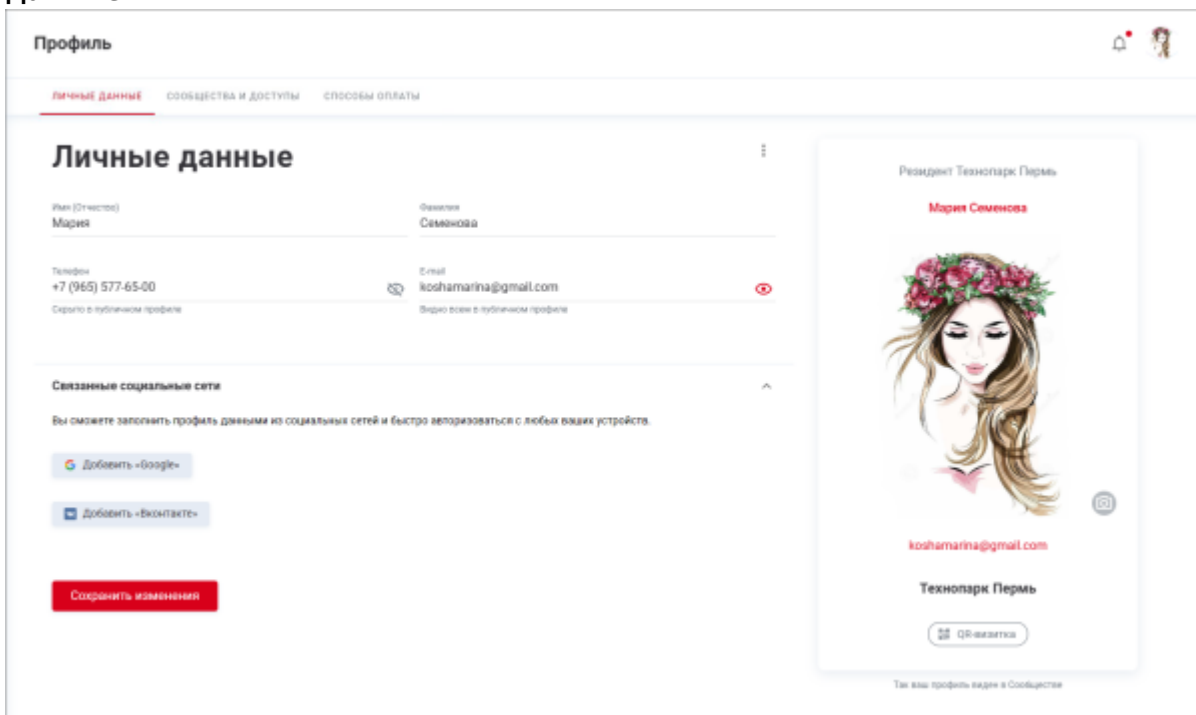 Профиль
ЛИЧНЫЕ ДАННЫЕ СООБЩЕСТВА И ДОСТУПЫ СПОСОБЫ ОПЛАТЫ
Личные данные
Имя (Отчество) Фамилия
Мария Семенова
Телефон E-mail
+7 (965) 577-65-00 koshamarina@gmail.com
Скрыто в публичном профиле Видно всем в публичном профиле
Связанные социальные сети
Вы сможете заполнить профиль данными из социальных сетей и быстро авторизоваться с любых ваших устройств.
Добавить «Google»
Добавить «Вконтакте»
Сохранить изменения
Резидент Технопарк Пермь
Мария Семенова
koshamarina@gmail.com
Технопарк Пермь
QR-визитка
Так ваш профиль виден в Сообществе